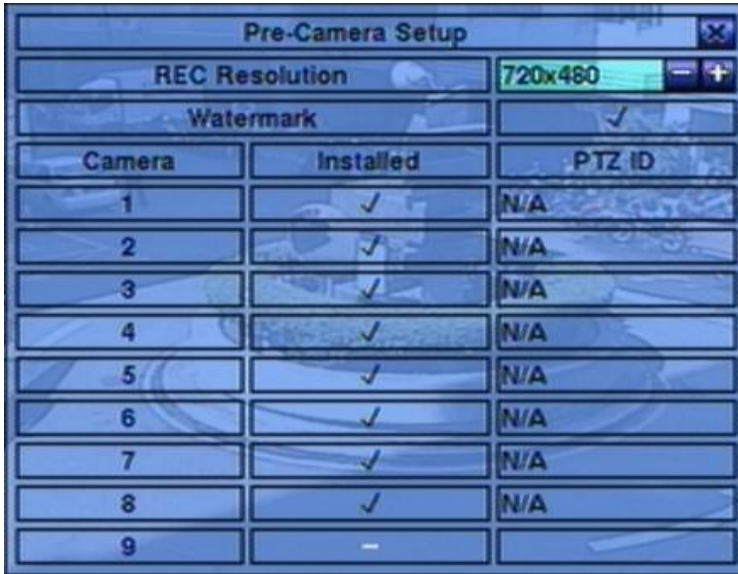 Pre-Camera Setup
REC Resolution 720x480
Watermark ✓
Camera Installed PTZ ID
1 ✓ N/A
2 ✓ N/A
3 ✓ N/A
4 ✓ N/A
5 ✓ N/A
6 ✓ N/A
7 ✓ N/A
8 ✓ N/A
9 –